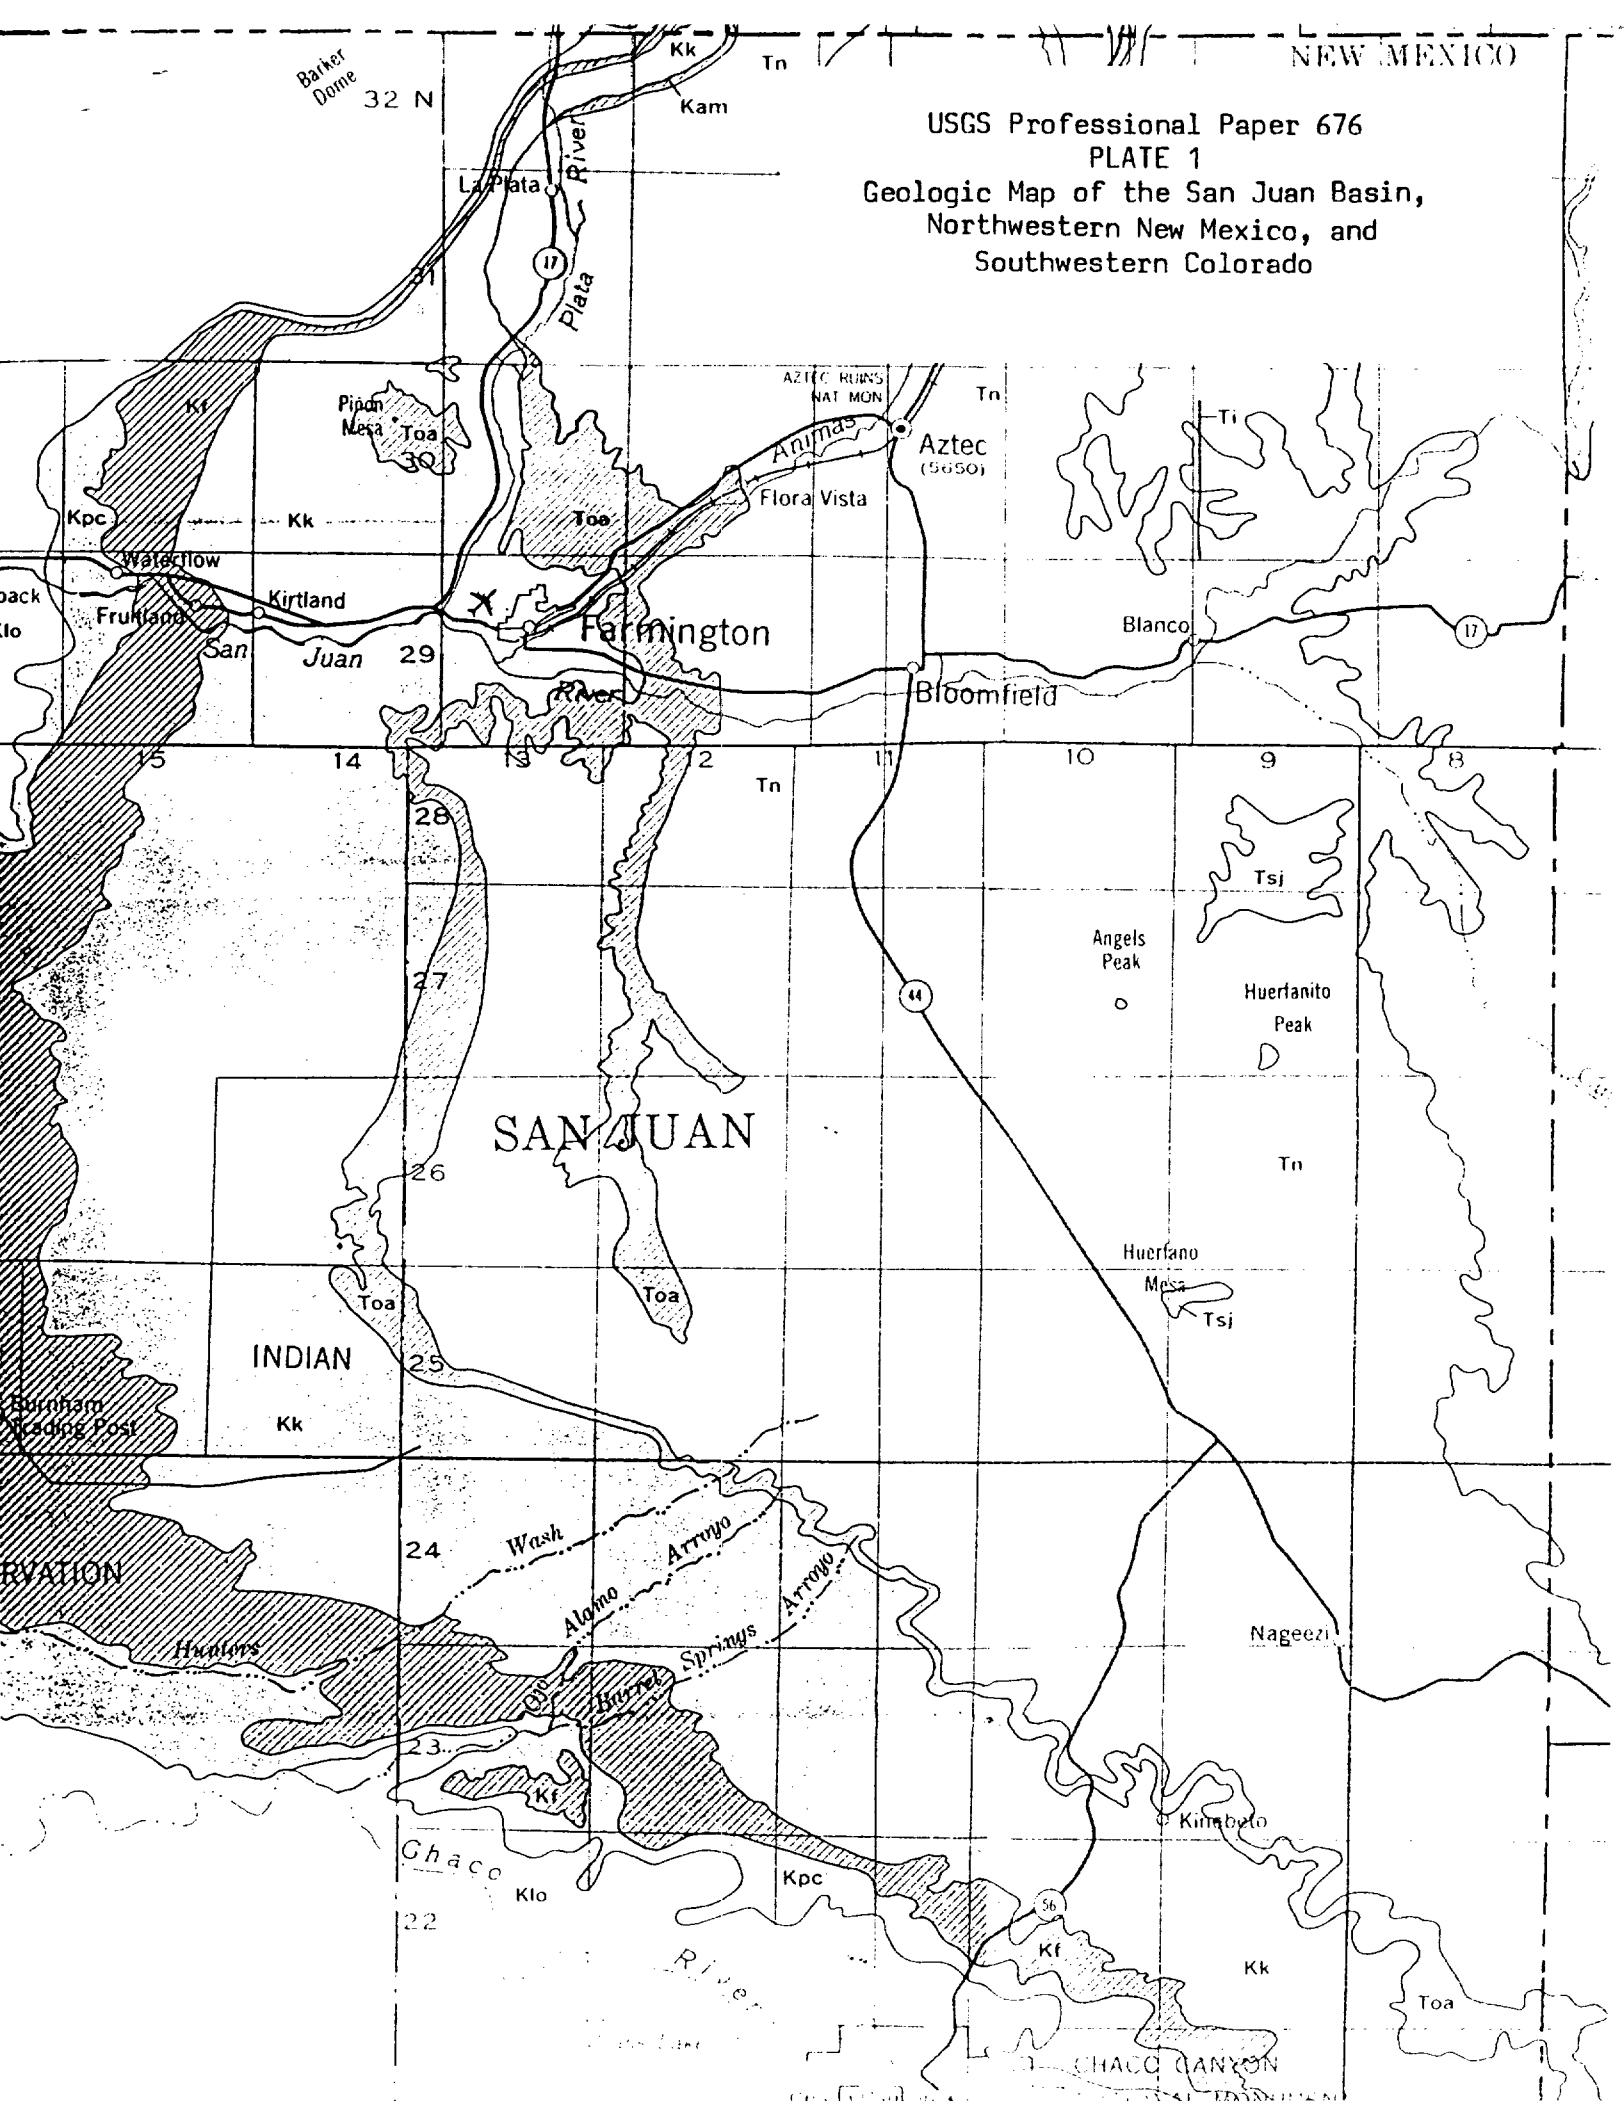 NEW MEXICO
Barker
Dome
32 N
Kk
Tn
Kam
USGS Professional Paper 676
PLATE 1
Geologic Map of the San Juan Basin,
Northwestern New Mexico, and
Southwestern Colorado
La Plata
River
17
Plata
Kf
Piñon
Mesa
Toa
30
AZTEC RUINS
NAT MON
Tn
Ti
Animas
Aztec
(5650)
Flora Vista
Kpc
Kk
Toa
Waterflow
Kirtland
Fruitland
Klo
Farmington
Blanco
17
San
Juan
29
River
Bloomfield
15
14
13
12
11
10
9
8
Tn
28
Tsj
Angels
Peak
27
44
Huerfanito
Peak
SAN JUAN
26
Tn
Huerfano
Mesa
Tsj
Toa
Toa
INDIAN
25
Burnham
Trading Post
Kk
Wash
Arroyo
24
RVATION
Alamo
Arroyo
Hunters
Springs
Nageezi
Ojo
Burrel
23
Kf
Kimbeto
Chaco
Klo
Kpc
56
22
River
Kf
Kk
Toa
CHACO CANYON